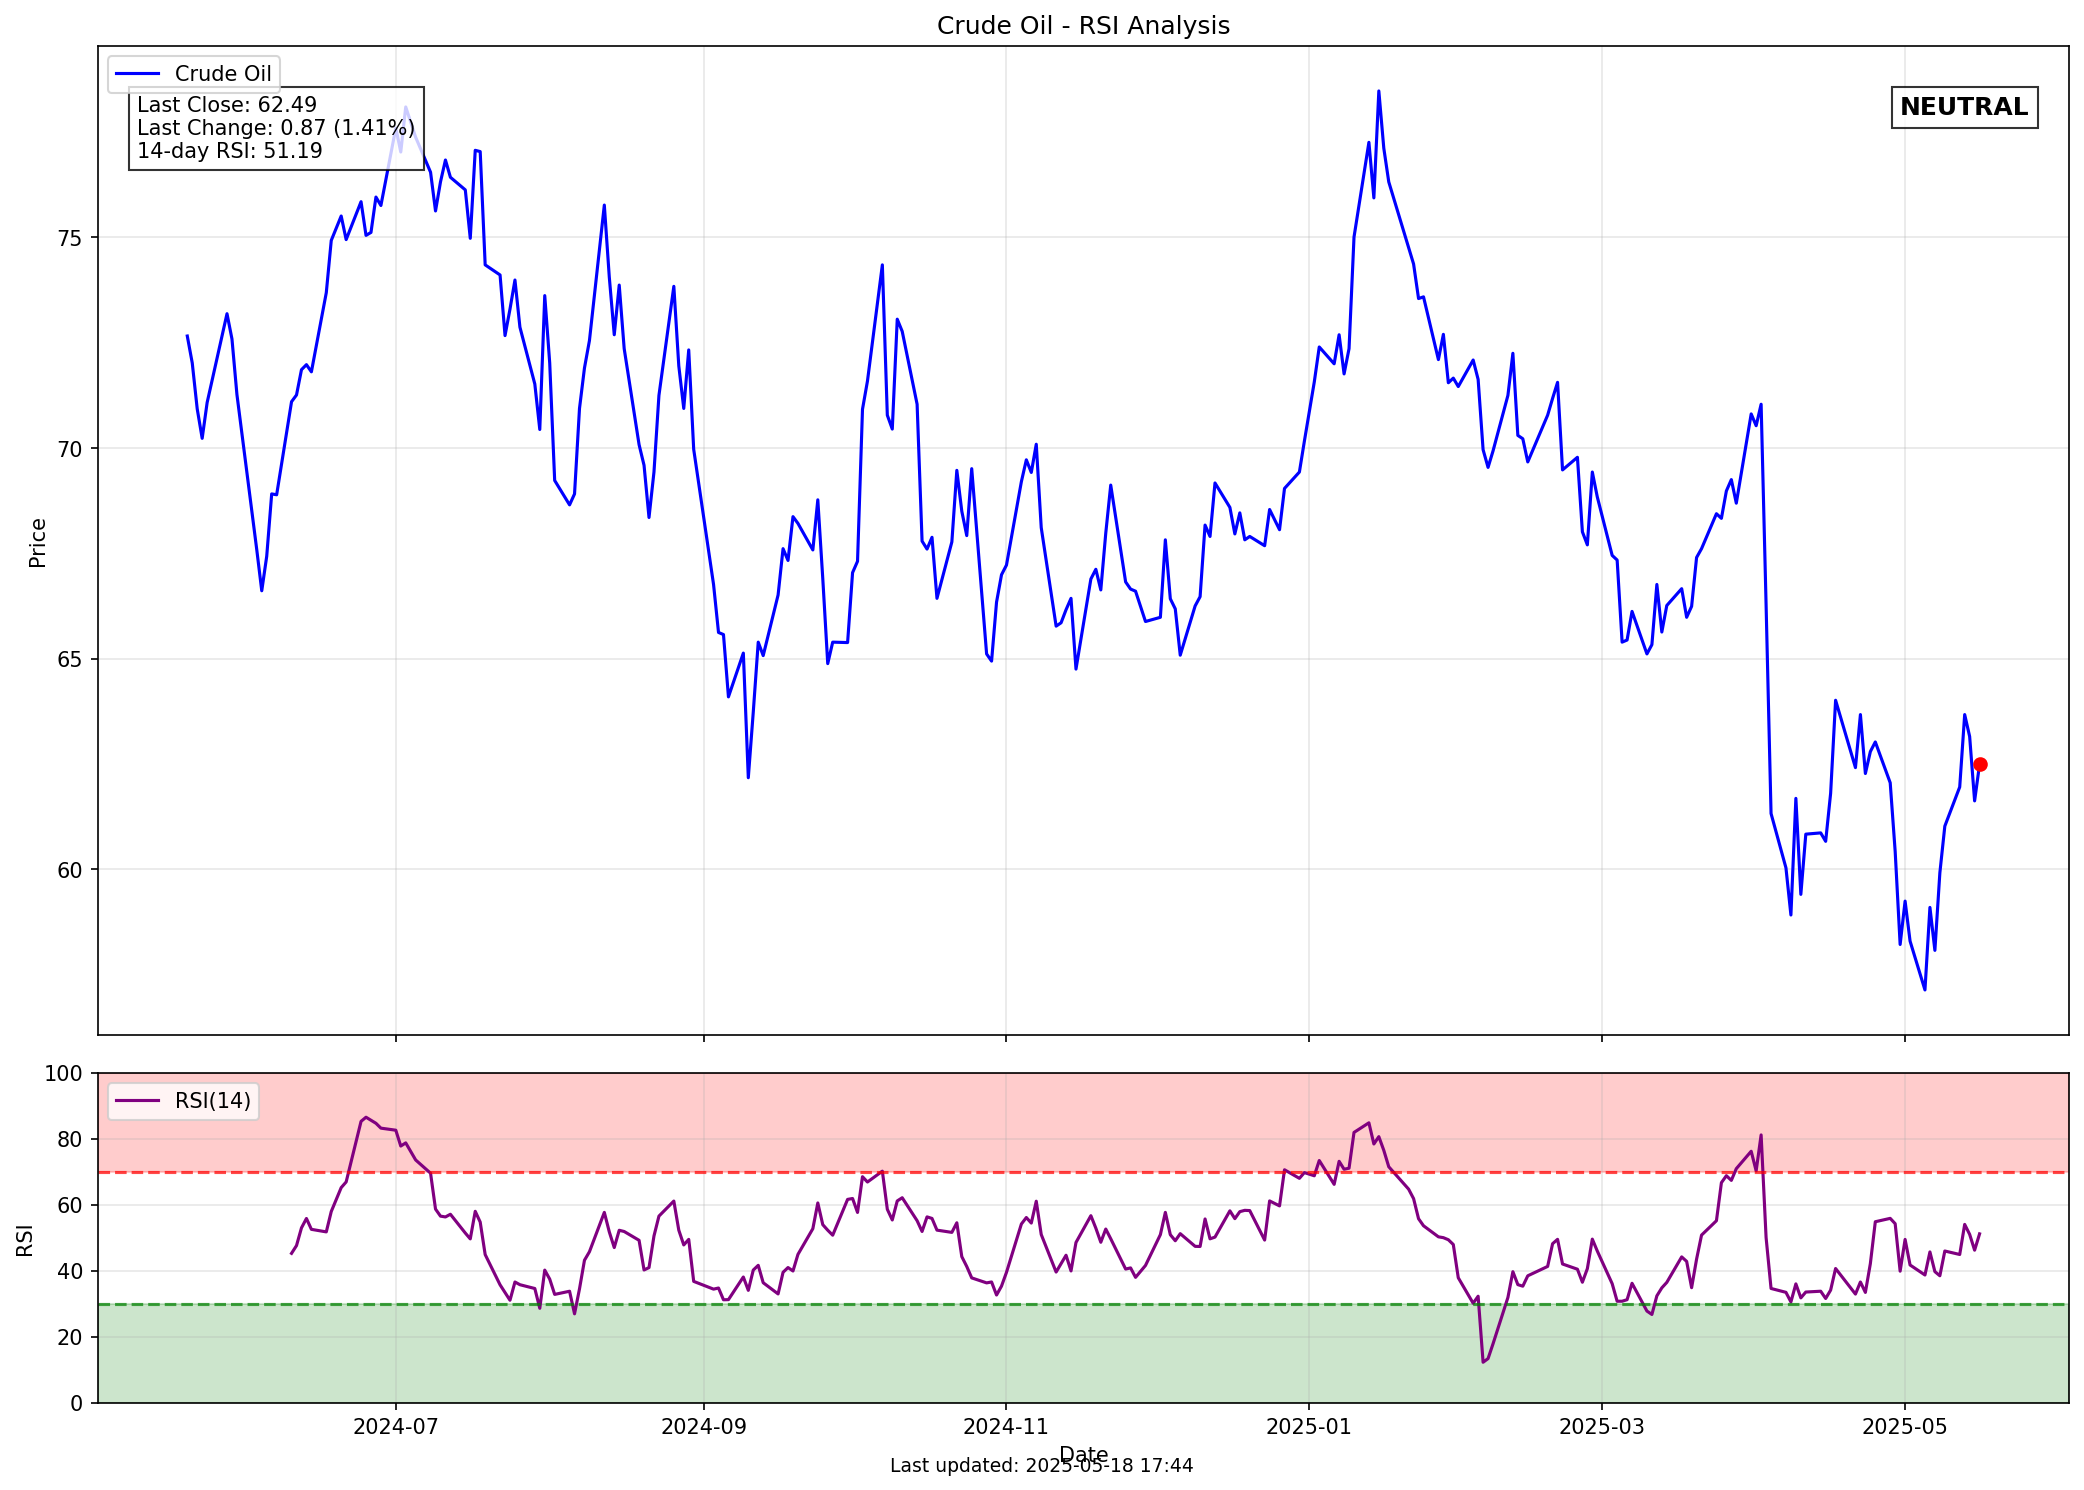 Crude Oil - RSI Analysis
Crude Oil
Last Close: 62.49
Last Change: 0.87 (1.41%)
14-day RSI: 51.19
NEUTRAL
Price
75
70
65
60
RSI(14)
RSI
100
80
60
40
20
0
2024-07
2024-09
2024-11
2025-01
2025-03
2025-05
Date
Last updated: 2025-05-18 17:44